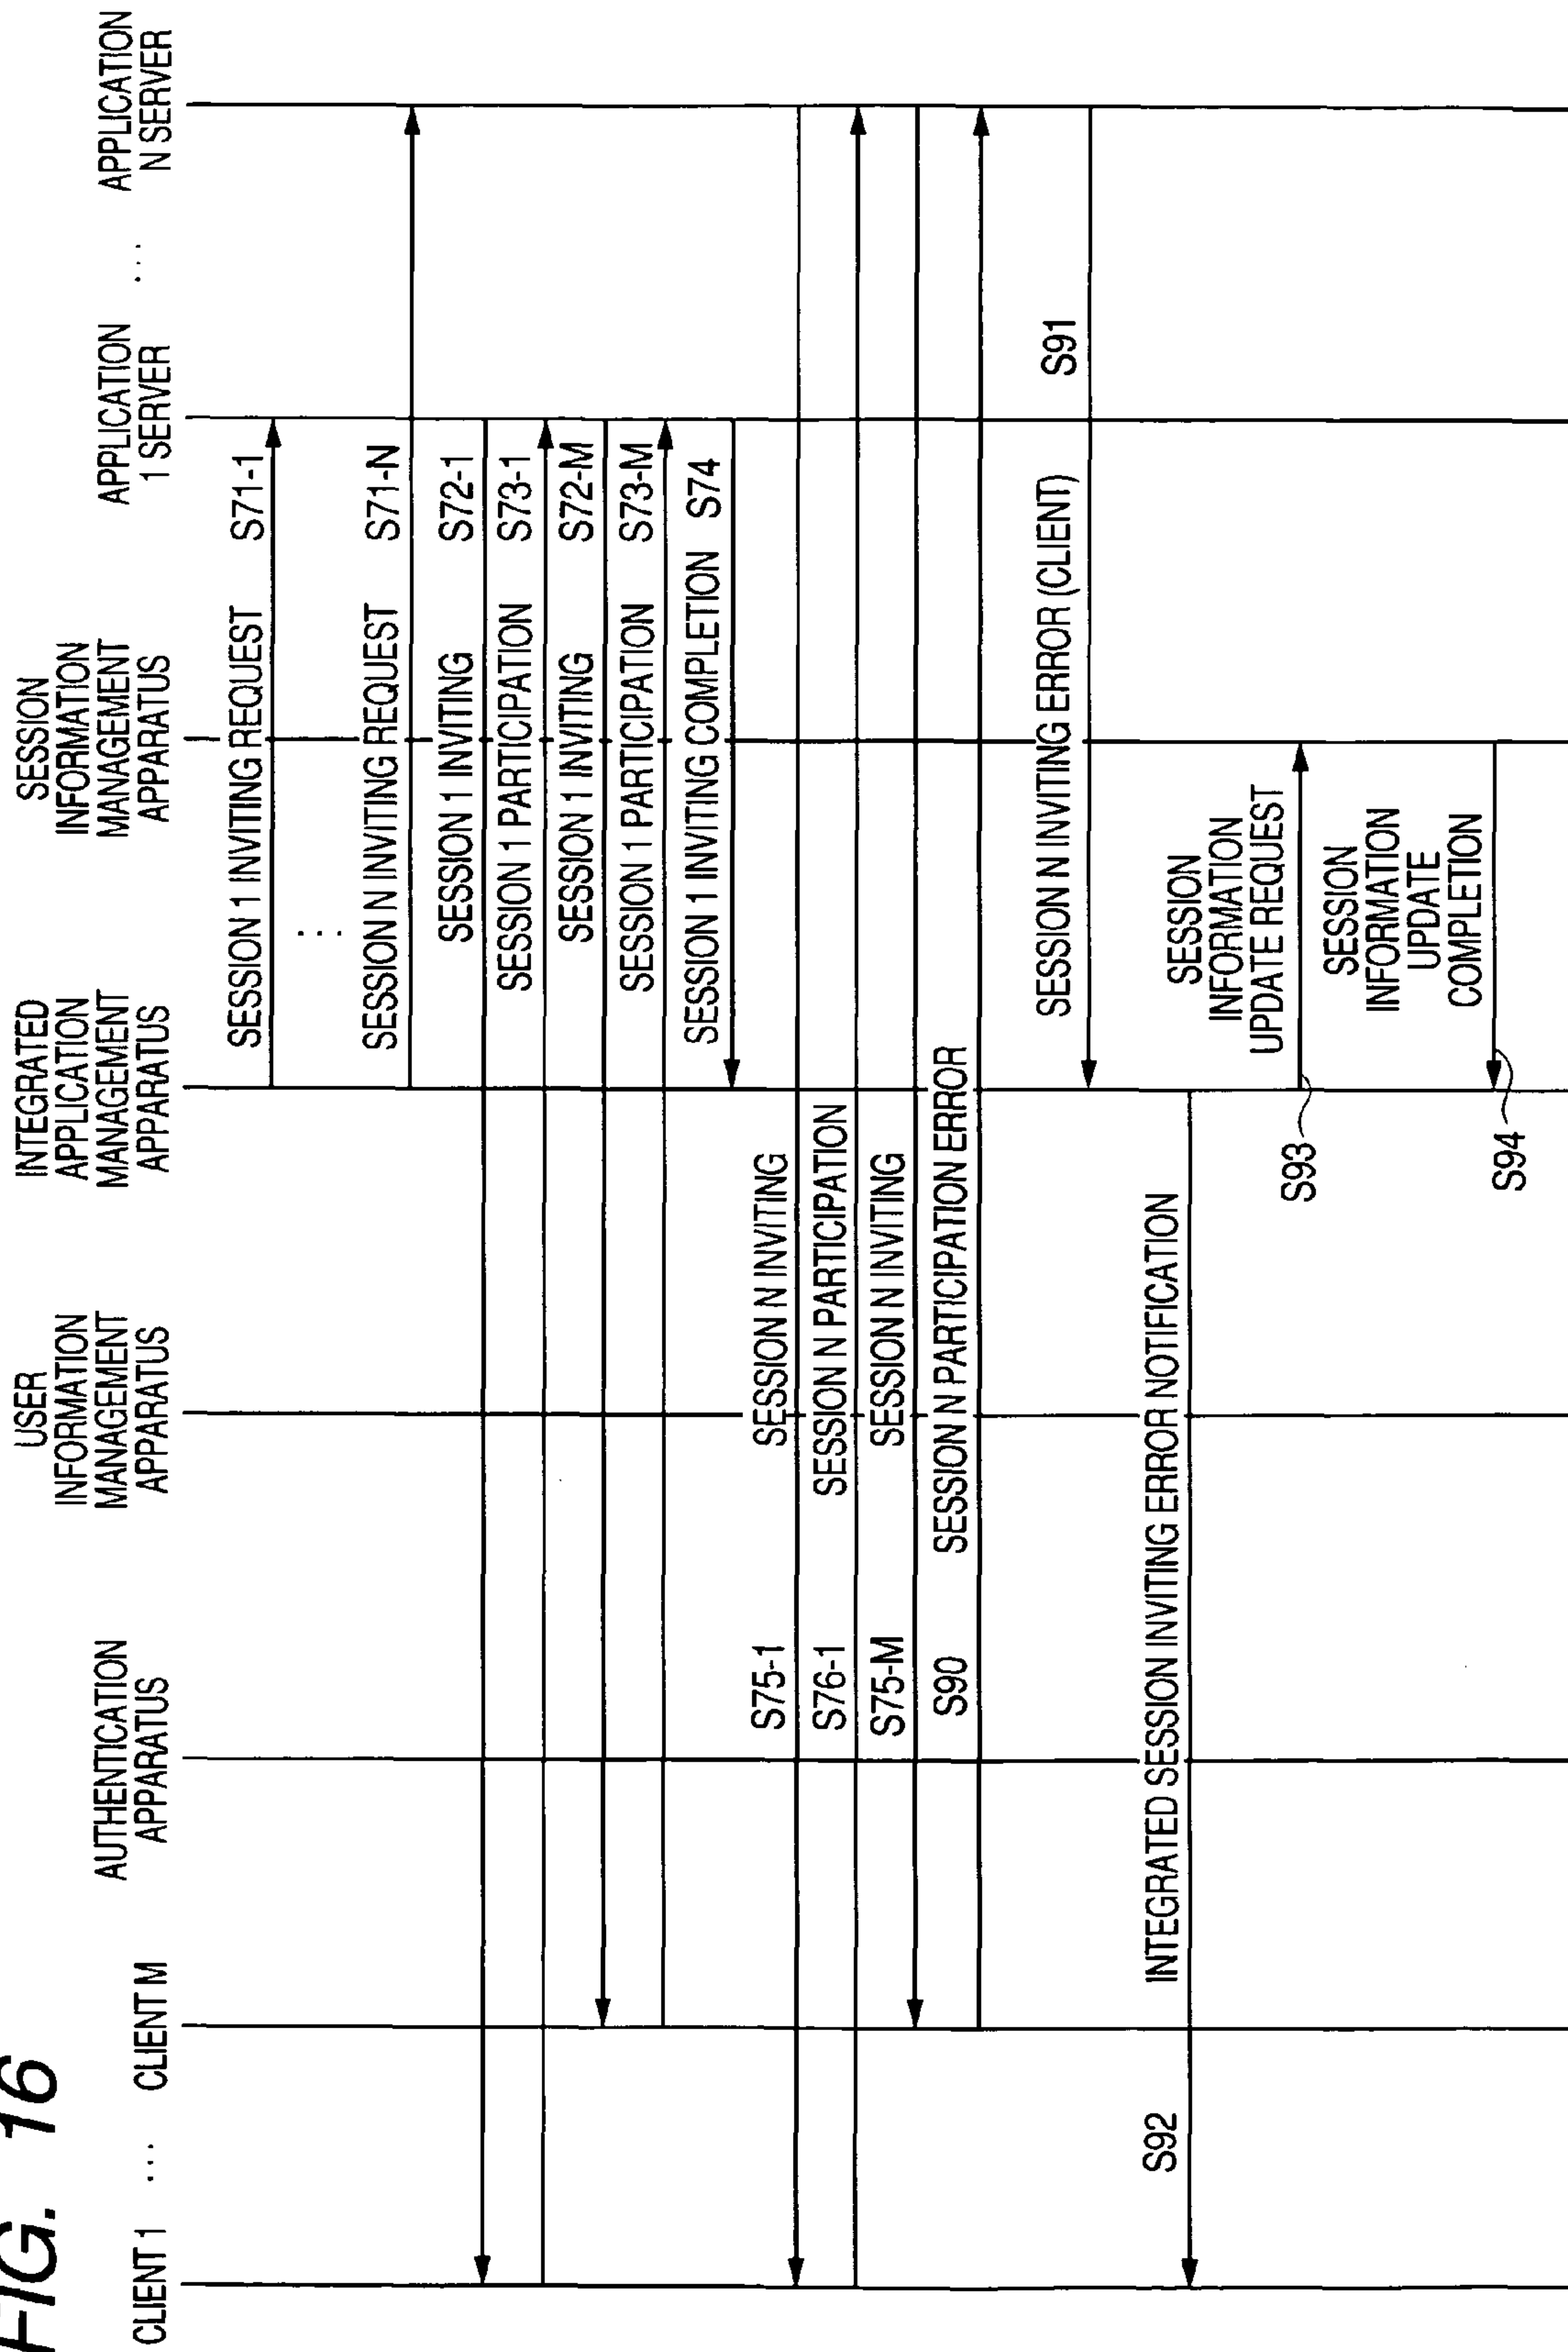 FIG. 16
CLIENT 1
...
CLIENT M
AUTHENTICATION
APPARATUS
USER
INFORMATION
MANAGEMENT
APPARATUS
INTEGRATED
APPLICATION
MANAGEMENT
APPARATUS
SESSION
INFORMATION
MANAGEMENT
APPARATUS
APPLICATION
1 SERVER
...
APPLICATION
N SERVER
SESSION 1 INVITING REQUEST S71-1
...
SESSION N INVITING REQUEST S71-N
SESSION 1 INVITING S72-1
SESSION 1 PARTICIPATION S73-1
SESSION 1 INVITING S72-M
SESSION 1 PARTICIPATION S73-M
SESSION 1 INVITING COMPLETION S74
S75-1 SESSION N INVITING
S76-1 SESSION N PARTICIPATION
S75-M SESSION N INVITING
S90 SESSION N PARTICIPATION ERROR
SESSION N INVITING ERROR (CLIENT) S91
S92 INTEGRATED SESSION INVITING ERROR NOTIFICATION
SESSION
INFORMATION
UPDATE REQUEST
S93
SESSION
INFORMATION
UPDATE
COMPLETION
S94